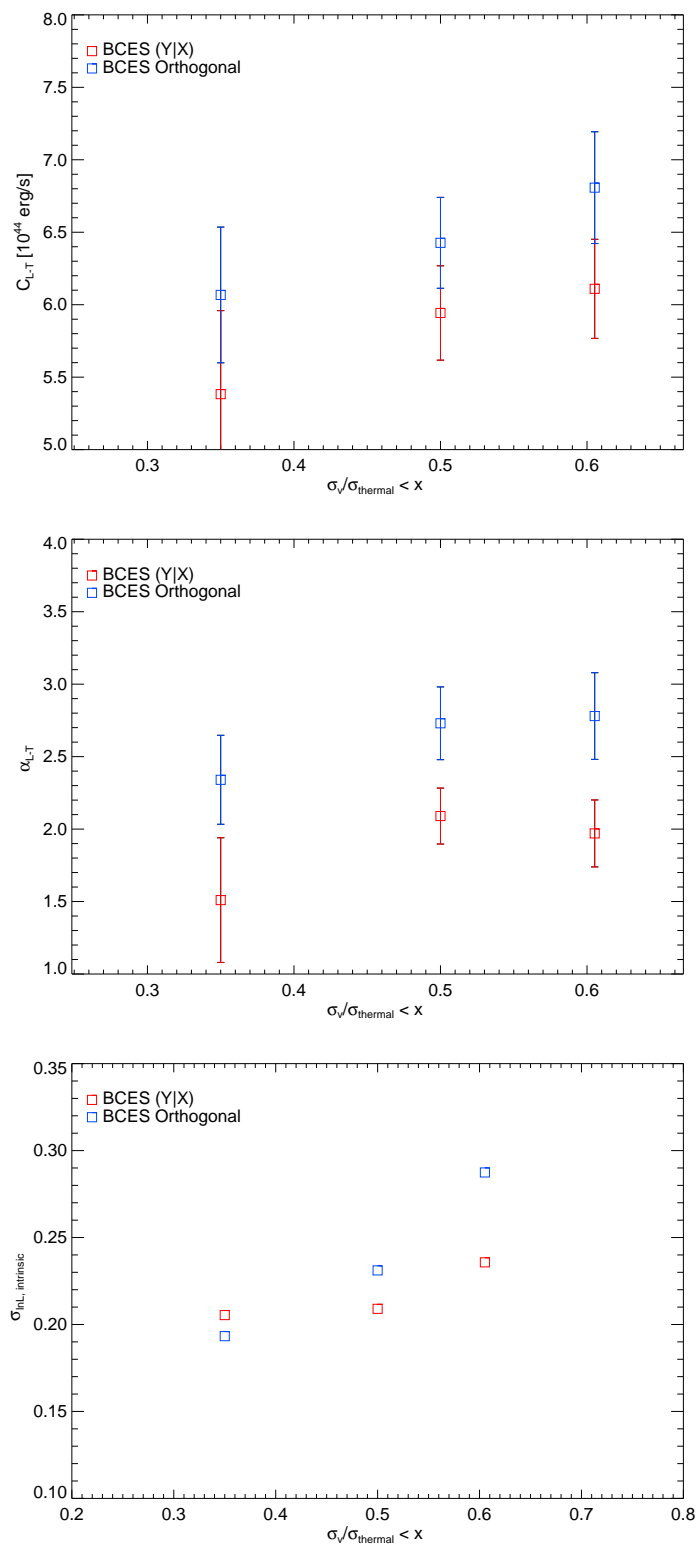 8.0
BCES (Y|X)
BCES Orthogonal
7.5
7.0
6.5
6.0
5.5
5.0
C_L-T [10^44 erg/s]
0.3 0.4 0.5 0.6
σ_v/σ_thermal < x
4.0
BCES (Y|X)
BCES Orthogonal
3.5
3.0
2.5
2.0
1.5
1.0
α_L-T
0.3 0.4 0.5 0.6
σ_v/σ_thermal < x
0.35
BCES (Y|X)
BCES Orthogonal
0.30
0.25
0.20
0.15
0.10
σ_lnL, intrinsic
0.2 0.3 0.4 0.5 0.6 0.7 0.8
σ_v/σ_thermal < x